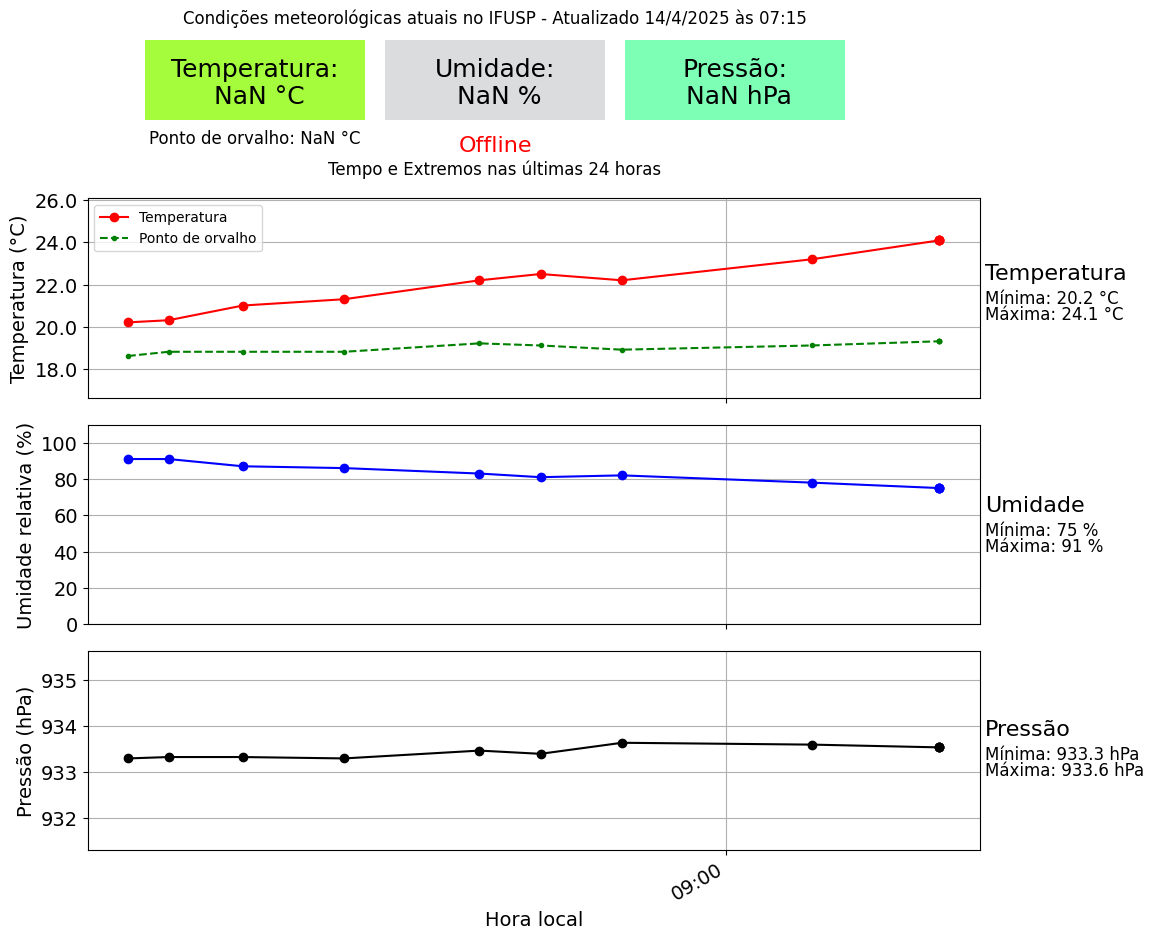 Condições meteorológicas atuais no IFUSP - Atualizado 14/4/2025 às 07:15
Temperatura:
NaN °C
Umidade:
NaN %
Pressão:
NaN hPa
Ponto de orvalho: NaN °C
Offline
Tempo e Extremos nas últimas 24 horas
Temperatura (°C)
26.0
24.0
22.0
20.0
18.0
Temperatura
Ponto de orvalho
Temperatura
Mínima: 20.2 °C
Máxima: 24.1 °C
Umidade relativa (%)
100
80
60
40
20
0
Umidade
Mínima: 75 %
Máxima: 91 %
Pressão (hPa)
935
934
933
932
Pressão
Mínima: 933.3 hPa
Máxima: 933.6 hPa
09:00
Hora local